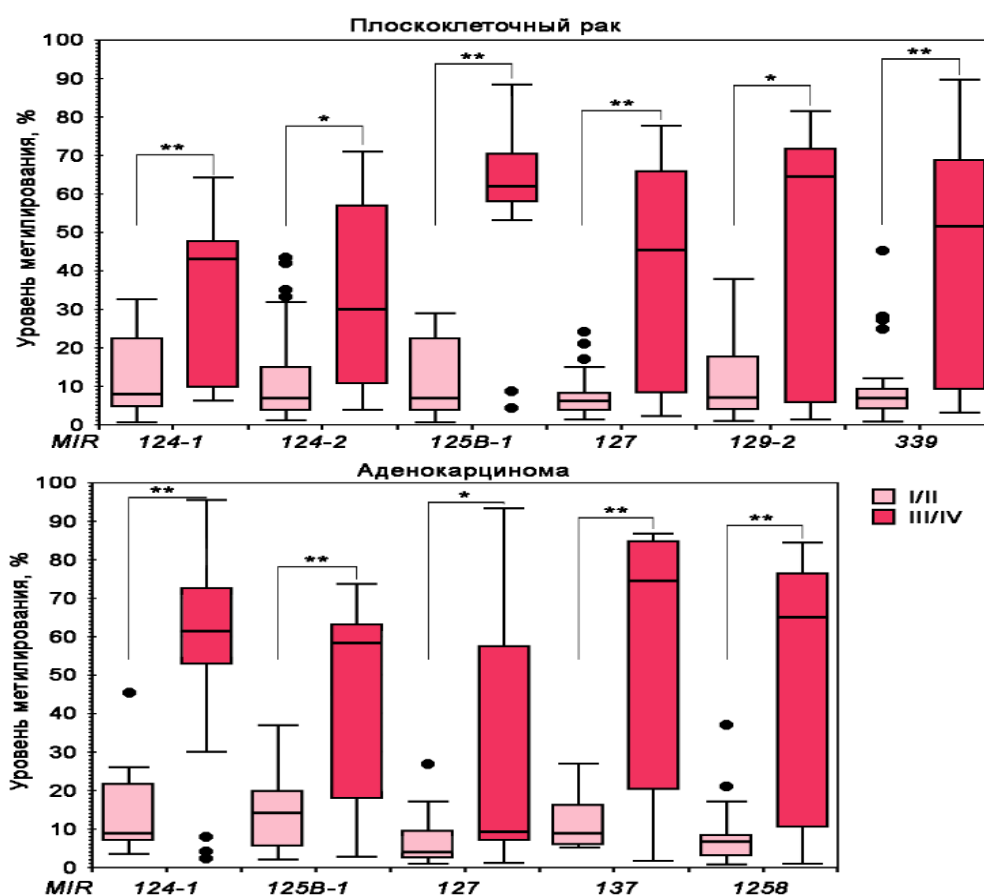 Плоскоклеточный рак
Уровень метилирования, %
100
90
80
70
60
50
40
30
20
10
0
** * ** ** * **
MIR 124-1 124-2 125B-1 127 129-2 339
Аденокарцинома
Уровень метилирования, %
100
90
80
70
60
50
40
30
20
10
0
** ** * ** **
MIR 124-1 125B-1 127 137 1258
I/II
III/IV